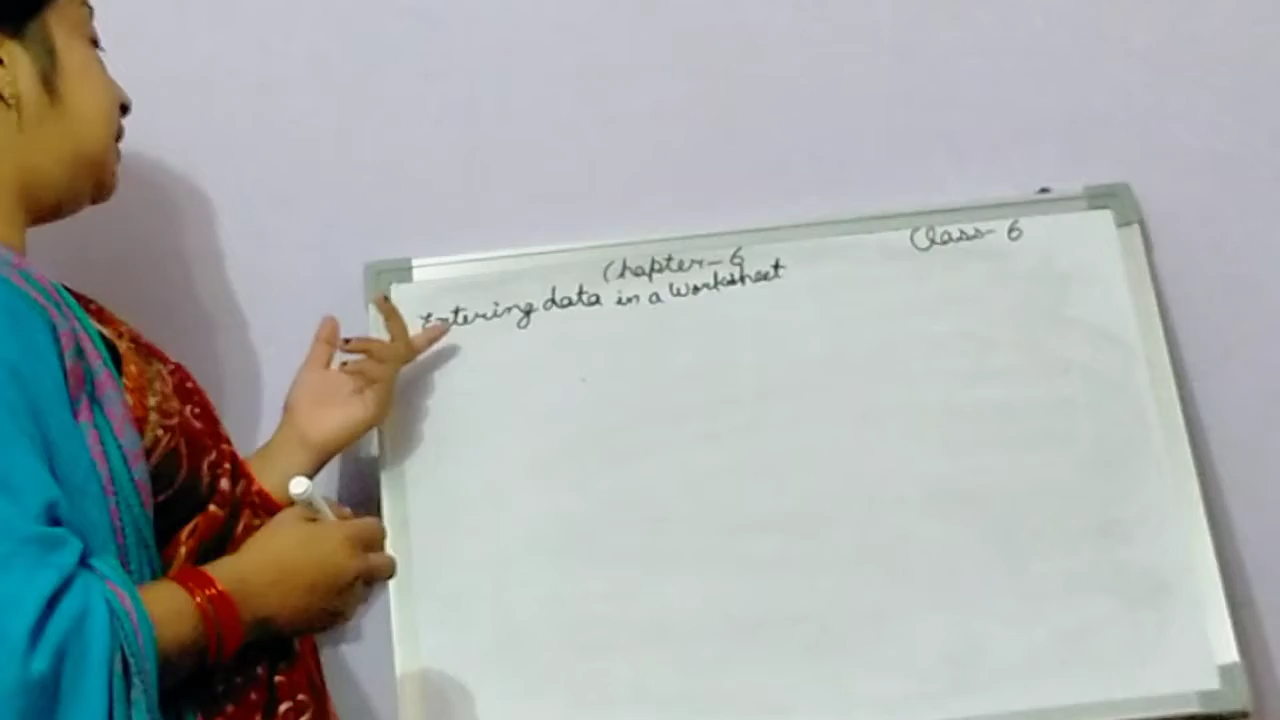 Class- 6
Chapter- 6
Entering data in a Worksheet